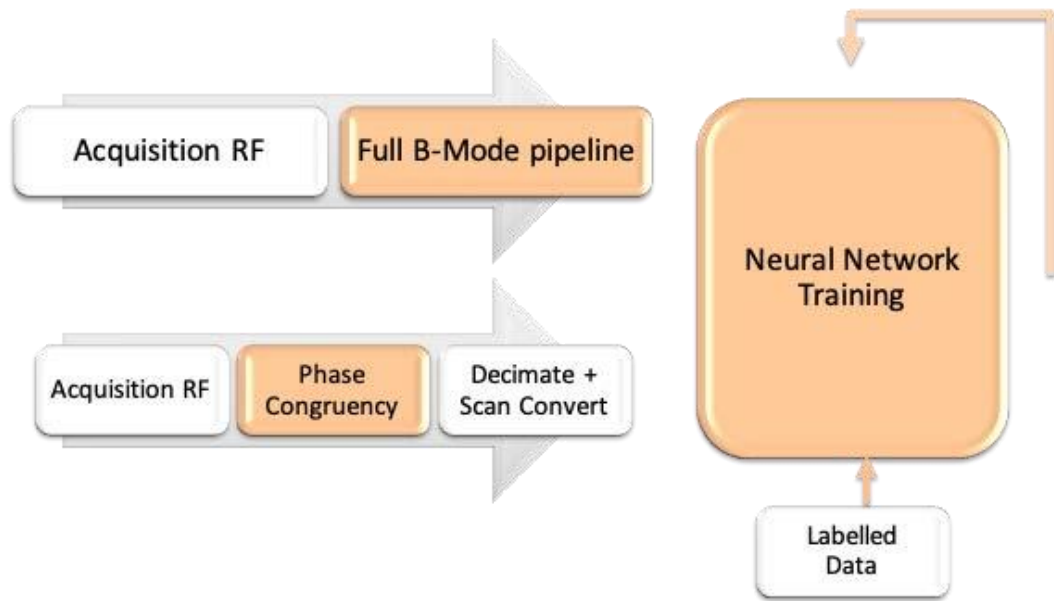 Acquisition RF
Full B-Mode pipeline
Acquisition RF
Phase
Congruency
Decimate +
Scan Convert
Neural Network
Training
Labelled
Data